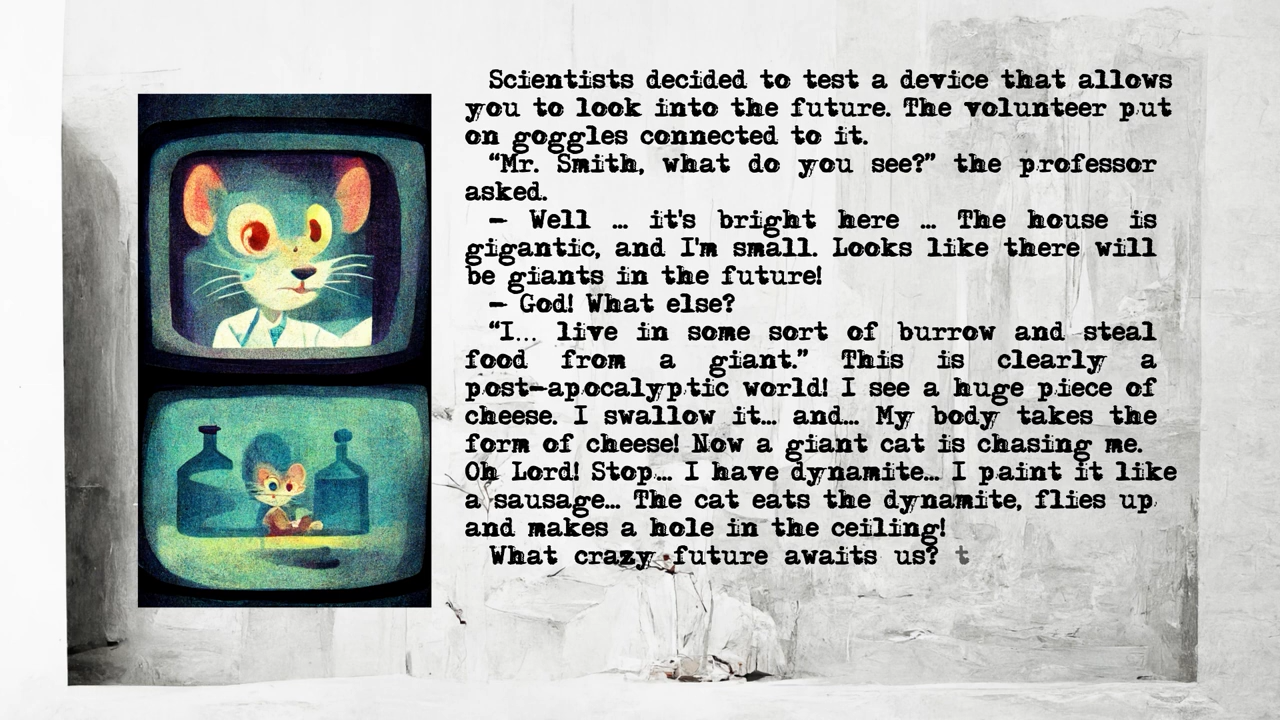 Scientists decided to test a device that allows
you to look into the future. The volunteer put
on goggles connected to it.
“Mr. Smith, what do you see?” the professor
asked.
— Well ... it's bright here ... The house is
gigantic, and I'm small. Looks like there will
be giants in the future!
— God! What else?
“I... live in some sort of burrow and steal
food from a giant.” This is clearly a
post-apocalyptic world! I see a huge piece of
cheese. I swallow it... and... My body takes the
form of cheese! Now a giant cat is chasing me.
Oh Lord! Stop... I have dynamite... I paint it like
a sausage... The cat eats the dynamite, flies up
and makes a hole in the ceiling!
What crazy future awaits us? t